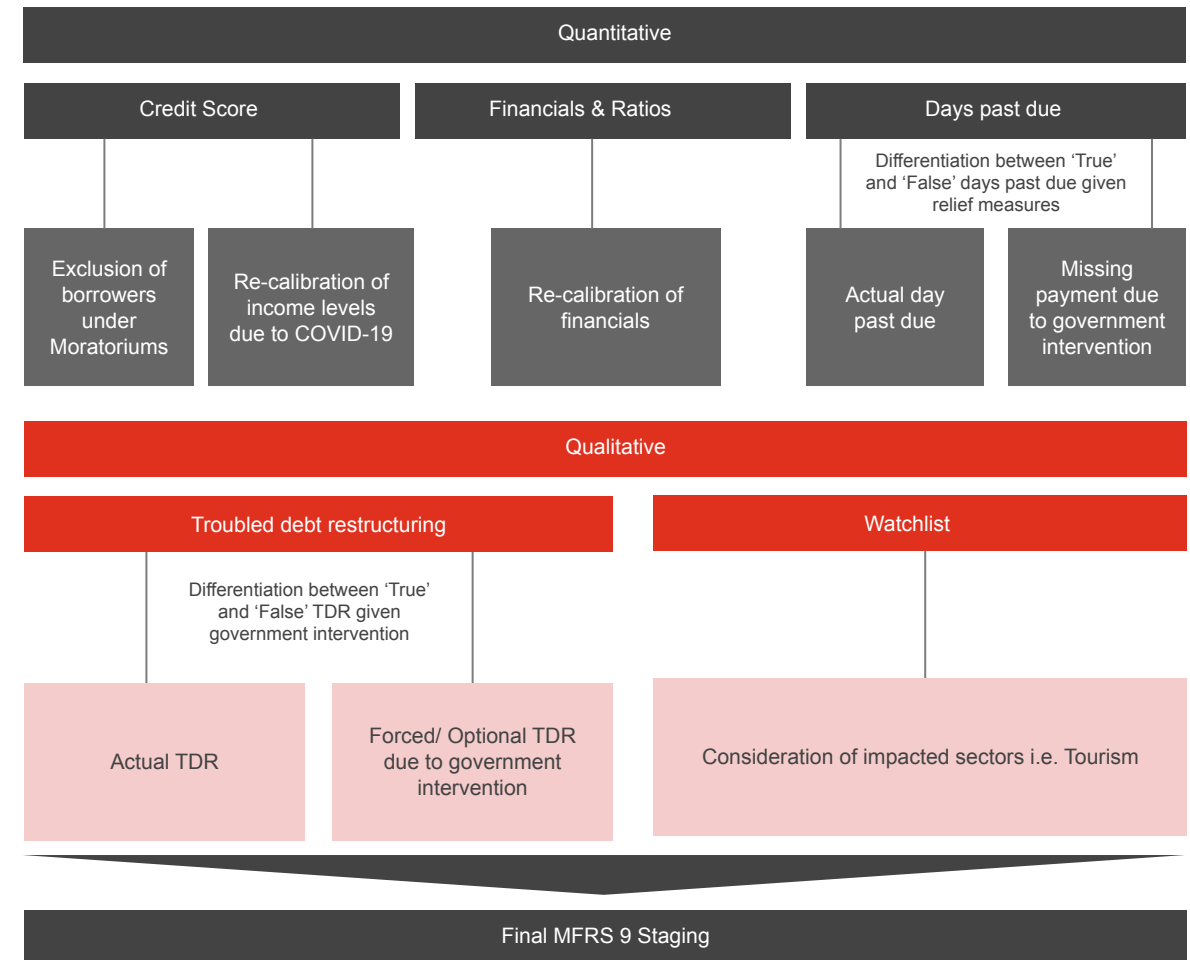 Quantitative
Credit Score
Financials & Ratios
Days past due
Differentiation between ‘True’
and ‘False’ days past due given
relief measures
Exclusion of
borrowers
under
Moratoriums
Re-calibration of
income levels
due to COVID-19
Re-calibration of
financials
Actual day
past due
Missing
payment due
to government
intervention
Qualitative
Troubled debt restructuring
Watchlist
Differentiation between ‘True’
and ‘False’ TDR given
government intervention
Actual TDR
Forced/ Optional TDR
due to government
intervention
Consideration of impacted sectors i.e. Tourism
Final MFRS 9 Staging